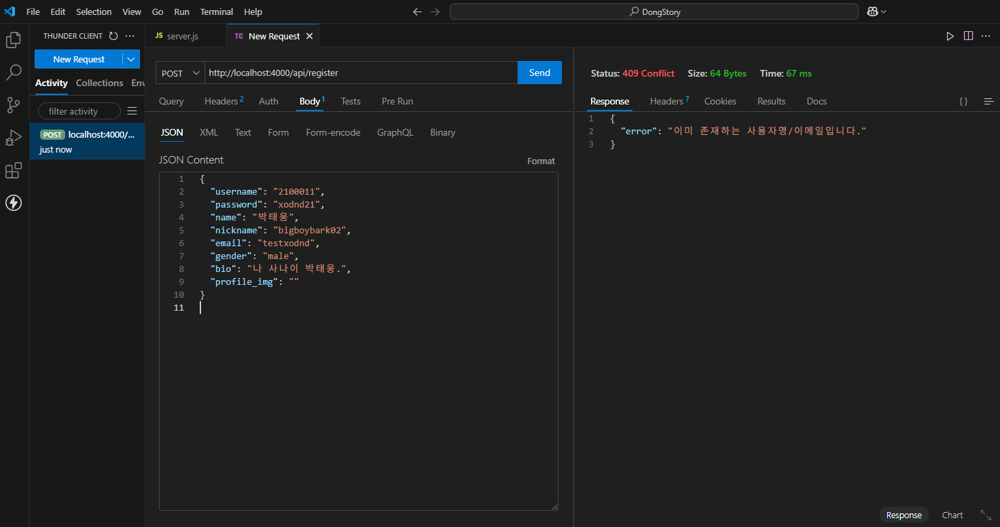 File Edit Selection View Go Run Terminal Help
DongStory
THUNDER CLIENT
JS server.js
TC New Request
New Request
Activity Collections Env
filter activity
POST localhost:4000/...
just now
POST http://localhost:4000/api/register Send
Query Headers 2 Auth Body 1 Tests Pre Run
JSON XML Text Form Form-encode GraphQL Binary
JSON Content
Format
1 {
2 "username": "2100011",
3 "password": "xodnd21",
4 "name": "박태웅",
5 "nickname": "bigboybark02",
6 "email": "testxodnd",
7 "gender": "male",
8 "bio": "나 사나이 박태웅.",
9 "profile_img": ""
10 }
11
Status: 409 Conflict Size: 64 Bytes Time: 67 ms
Response Headers 7 Cookies Results Docs { }
1 {
2 "error": "이미 존재하는 사용자명/이메일입니다."
3 }
Response Chart